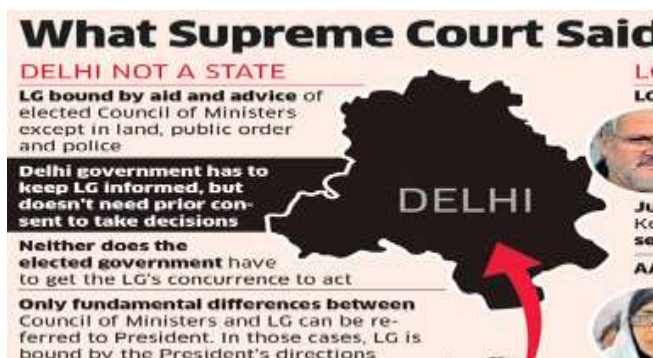 What Supreme Court Said
DELHI NOT A STATE
LG bound by aid and advice of
elected Council of Ministers
except in land, public order
and police
Delhi government has to
keep LG informed, but
doesn't need prior con-
sent to take decisions
Neither does the
elected government have
to get the LG's concurrence to act
Only fundamental differences between
Council of Ministers and LG can be re-
ferred to President. In those cases, LG is
bound by the President's directions
DELHI